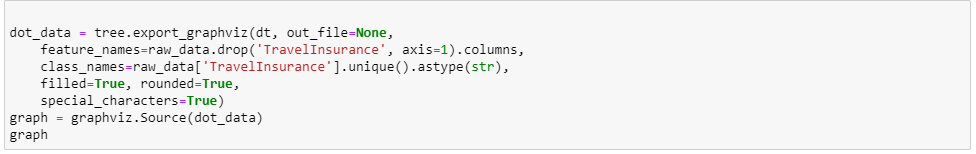 dot_data = tree.export_graphviz(dt, out_file=None,
    feature_names=raw_data.drop('TravelInsurance', axis=1).columns,
    class_names=raw_data['TravelInsurance'].unique().astype(str),
    filled=True, rounded=True,
    special_characters=True)
graph = graphviz.Source(dot_data)
graph